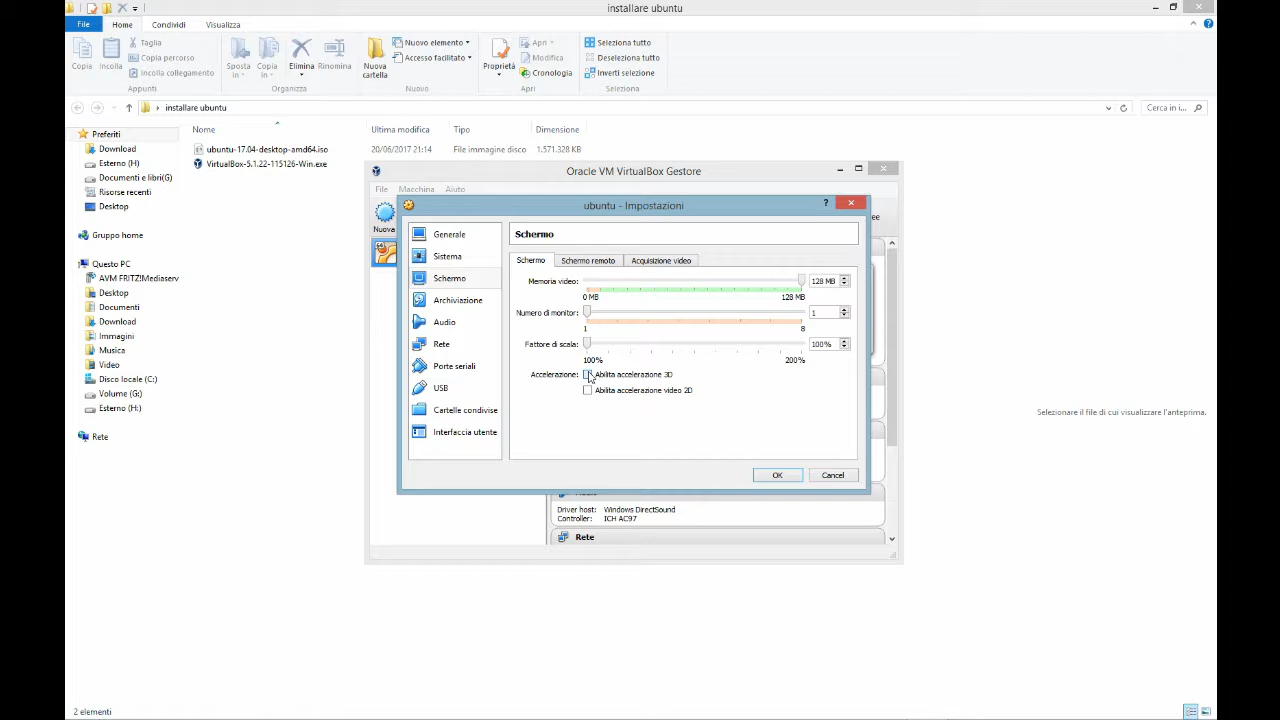 installare ubuntu
File Home Condividi Visualizza
Copia
Incolla
Taglia
Copia percorso
Incolla collegamento
Appunti
Sposta in
Copia in
Elimina
Rinomina
Organizza
Nuova cartella
Nuovo elemento
Accesso facilitato
Nuovo
Proprietà
Apri
Modifica
Cronologia
Apri
Seleziona tutto
Deseleziona tutto
Inverti selezione
Seleziona
installare ubuntu
Cerca in i...
Preferiti
Download
Esterno (H)
Documenti e libri(G)
Risorse recenti
Desktop
Gruppo home
Questo PC
AVM FRITZ!Mediaserv
Desktop
Documenti
Download
Immagini
Musica
Video
Disco locale (C:)
Volume (G:)
Esterno (H:)
Rete
Nome Ultima modifica Tipo Dimensione
ubuntu-17.04-desktop-amd64.iso 20/06/2017 21:14 File immagine disco 1.571.328 KB
VirtualBox-5.1.22-115126-Win.exe
Oracle VM VirtualBox Gestore
File Macchina Aiuto
Nuova
ubuntu - Impostazioni
?
Generale
Sistema
Schermo
Archiviazione
Audio
Rete
Porte seriali
USB
Cartelle condivise
Interfaccia utente
Schermo
Schermo Schermo remoto Acquisizione video
Memoria video: 128 MB
0 MB 128 MB
Numero di monitor: 1
1 8
Fattore di scala: 100%
100% 200%
Accelerazione: Abilita accelerazione 3D
Abilita accelerazione video 2D
OK Cancel
Driver host: Windows DirectSound
Controller: ICH AC97
Rete
Selezionare il file di cui visualizzare l'anteprima.
2 elementi